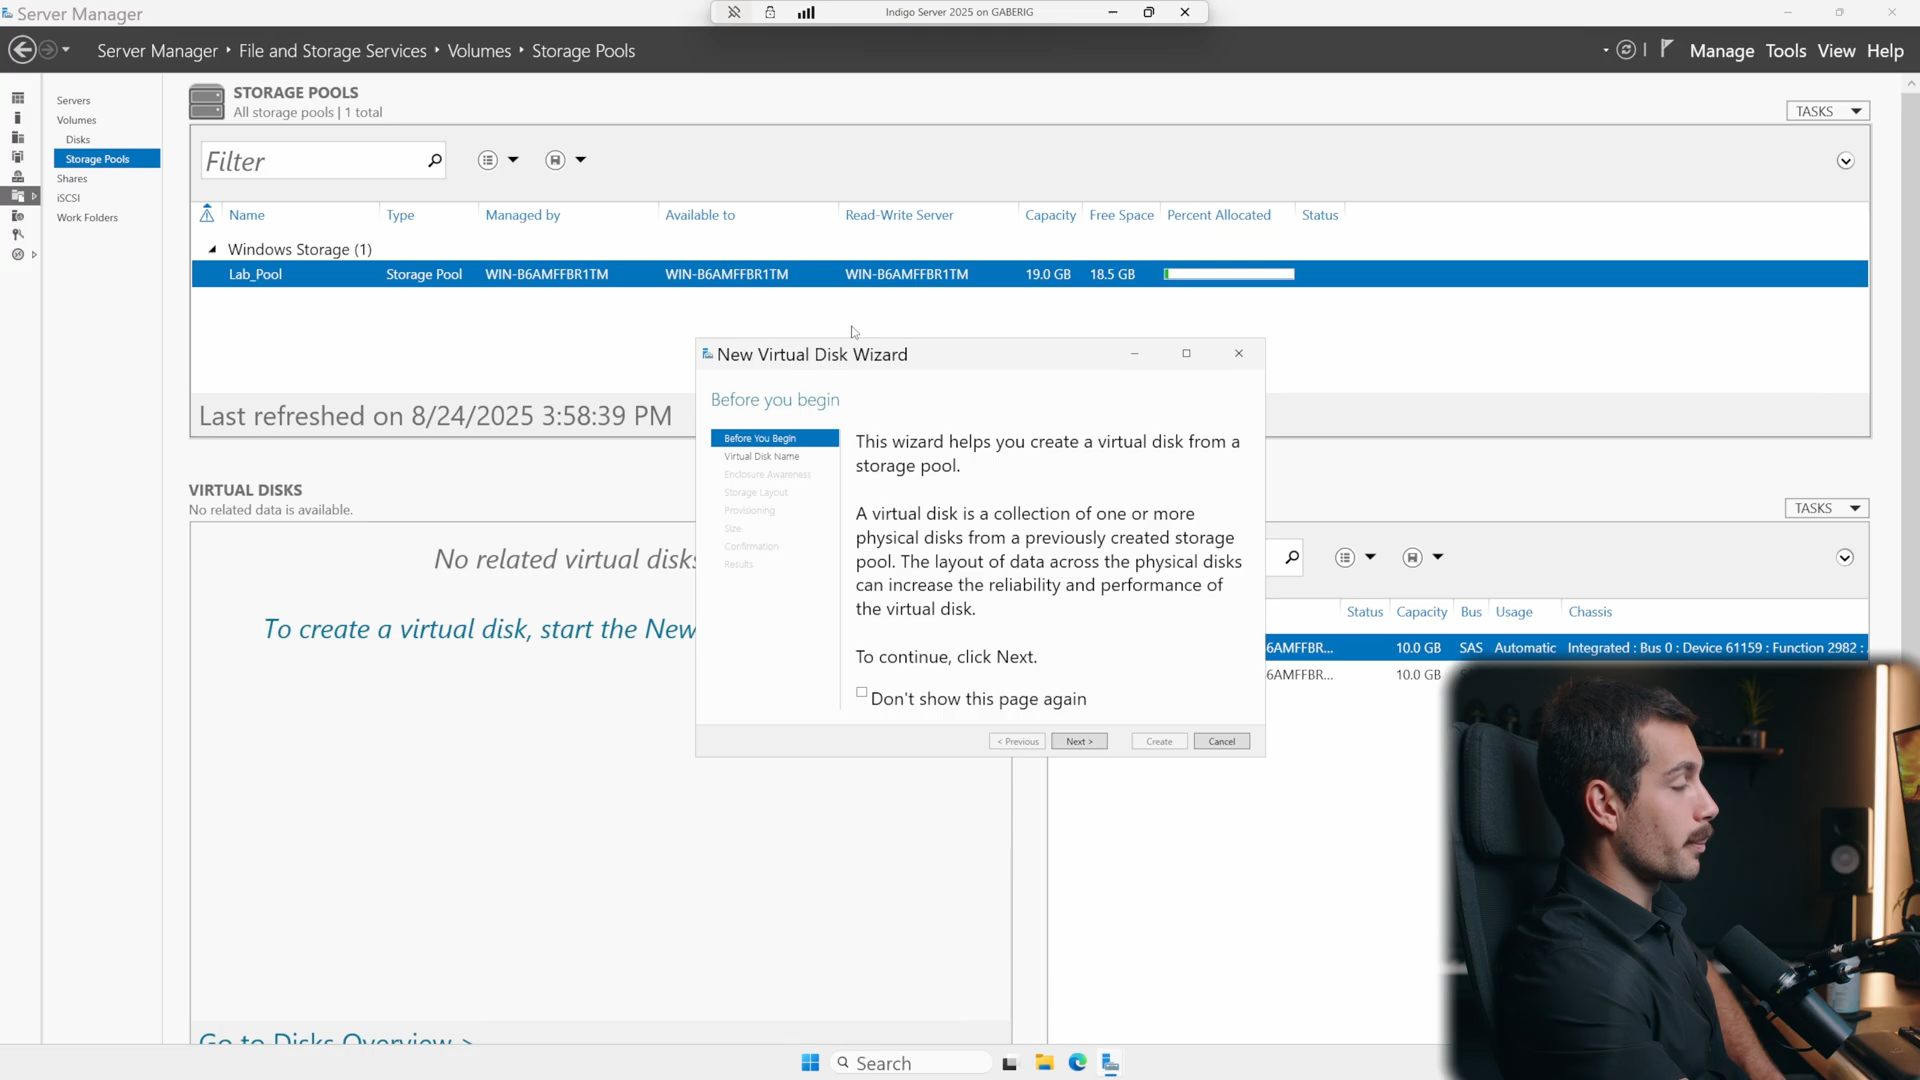 Server Manager
Indigo Server 2025 on GABERIG
Server Manager ‣ File and Storage Services ‣ Volumes ‣ Storage Pools
Manage Tools View Help
Servers
Volumes
Disks
Storage Pools
Shares
iSCSI
Work Folders
STORAGE POOLS
All storage pools | 1 total
TASKS
Filter
Name Type Managed by Available to Read-Write Server Capacity Free Space Percent Allocated Status
Windows Storage (1)
Lab_Pool Storage Pool WIN-B6AMFFBR1TM WIN-B6AMFFBR1TM WIN-B6AMFFBR1TM 19.0 GB 18.5 GB
Last refreshed on 8/24/2025 3:58:39 PM
VIRTUAL DISKS
No related data is available.
No related virtual disks
To create a virtual disk, start the New
Go to Disks Overview >
New Virtual Disk Wizard
Before you begin
Before You Begin
Virtual Disk Name
Enclosure Awareness
Storage Layout
Provisioning
Size
Confirmation
Results
This wizard helps you create a virtual disk from a
storage pool.
A virtual disk is a collection of one or more
physical disks from a previously created storage
pool. The layout of data across the physical disks
can increase the reliability and performance of
the virtual disk.
To continue, click Next.
Don't show this page again
< Previous
Next >
Create
Cancel
TASKS
Status Capacity Bus Usage Chassis
6AMFFBR... 10.0 GB SAS Automatic Integrated : Bus 0 : Device 61159 : Function 2982 :
6AMFFBR... 10.0 GB
Search